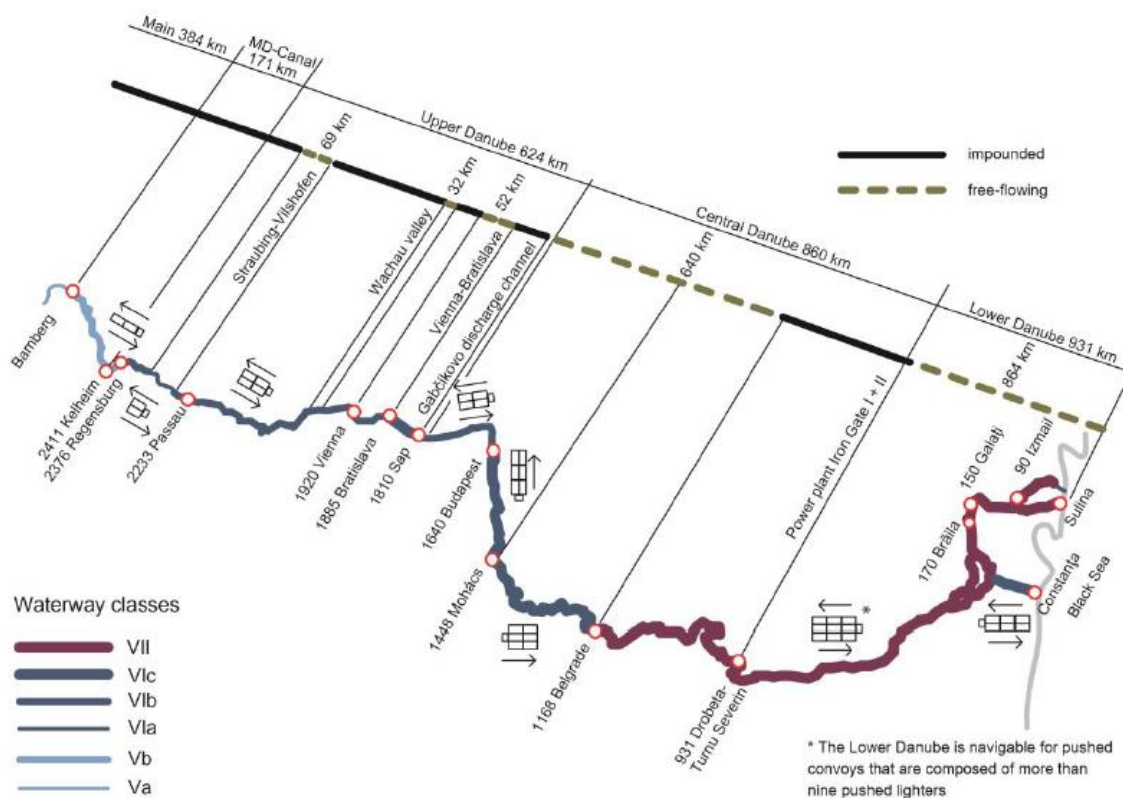 Main 384 km
MD-Canal
171 km
Upper Danube 624 km
Central Danube 860 km
Lower Danube 931 km
impounded
free-flowing
69 km
Straubing-Vilshofen
32 km
Wachau valley
52 km
Vienna-Bratislava
Gabčíkovo discharge channel
640 km
Power plant Iron Gate I + II
864 km
Bamberg
2411 Kelheim
2376 Regensburg
2233 Passau
1920 Vienna
1885 Bratislava
1810 Sap
1640 Budapest
1448 Mohács
1168 Belgrade
931 Drobeta-
Turnu Severin
170 Brăila
150 Galaţi
90 Izmail
Sulina
Constanţa
Black Sea
*
Waterway classes
VII
VIc
VIb
VIa
Vb
Va
* The Lower Danube is navigable for pushed
convoys that are composed of more than
nine pushed lighters